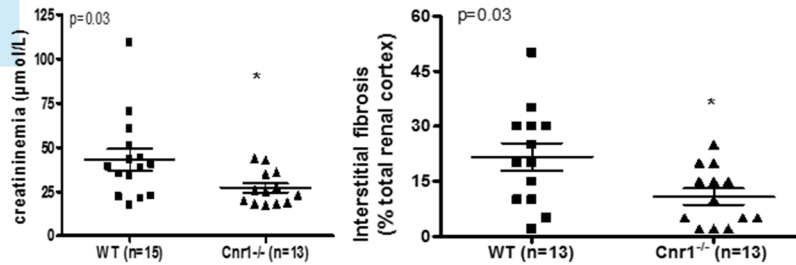 p=0.03
creatininemia (µmol/L)
125
100
75
50
25
0
*
WT (n=15)
Cnr1-/- (n=13)
p=0.03
Interstitial fibrosis
(% total renal cortex)
60
45
30
15
0
*
WT (n=13)
Cnr1-/- (n=13)